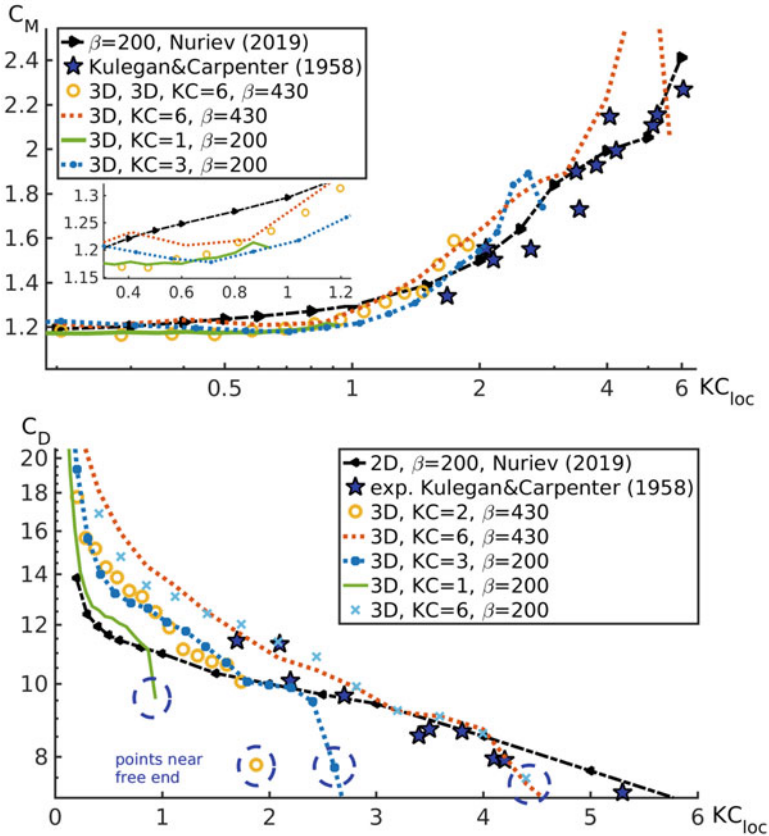 C_M
β=200, Nuriev (2019)
Kulegan&Carpenter (1958)
3D, 3D, KC=6, β=430
3D, KC=6, β=430
3D, KC=1, β=200
3D, KC=3, β=200
2.4
2.2
2
1.8
1.6
1.4
1.2
1.3
1.25
1.2
1.15
0.4 0.6 0.8 1 1.2
0.5 1 2 4 6 KC_loc
C_D
2D, β=200, Nuriev (2019)
exp. Kulegan&Carpenter (1958)
3D, KC=2, β=430
3D, KC=6, β=430
3D, KC=3, β=200
3D, KC=1, β=200
3D, KC=6, β=200
20
18
16
14
12
10
8
points near
free end
0 1 2 3 4 5 6 KC_loc